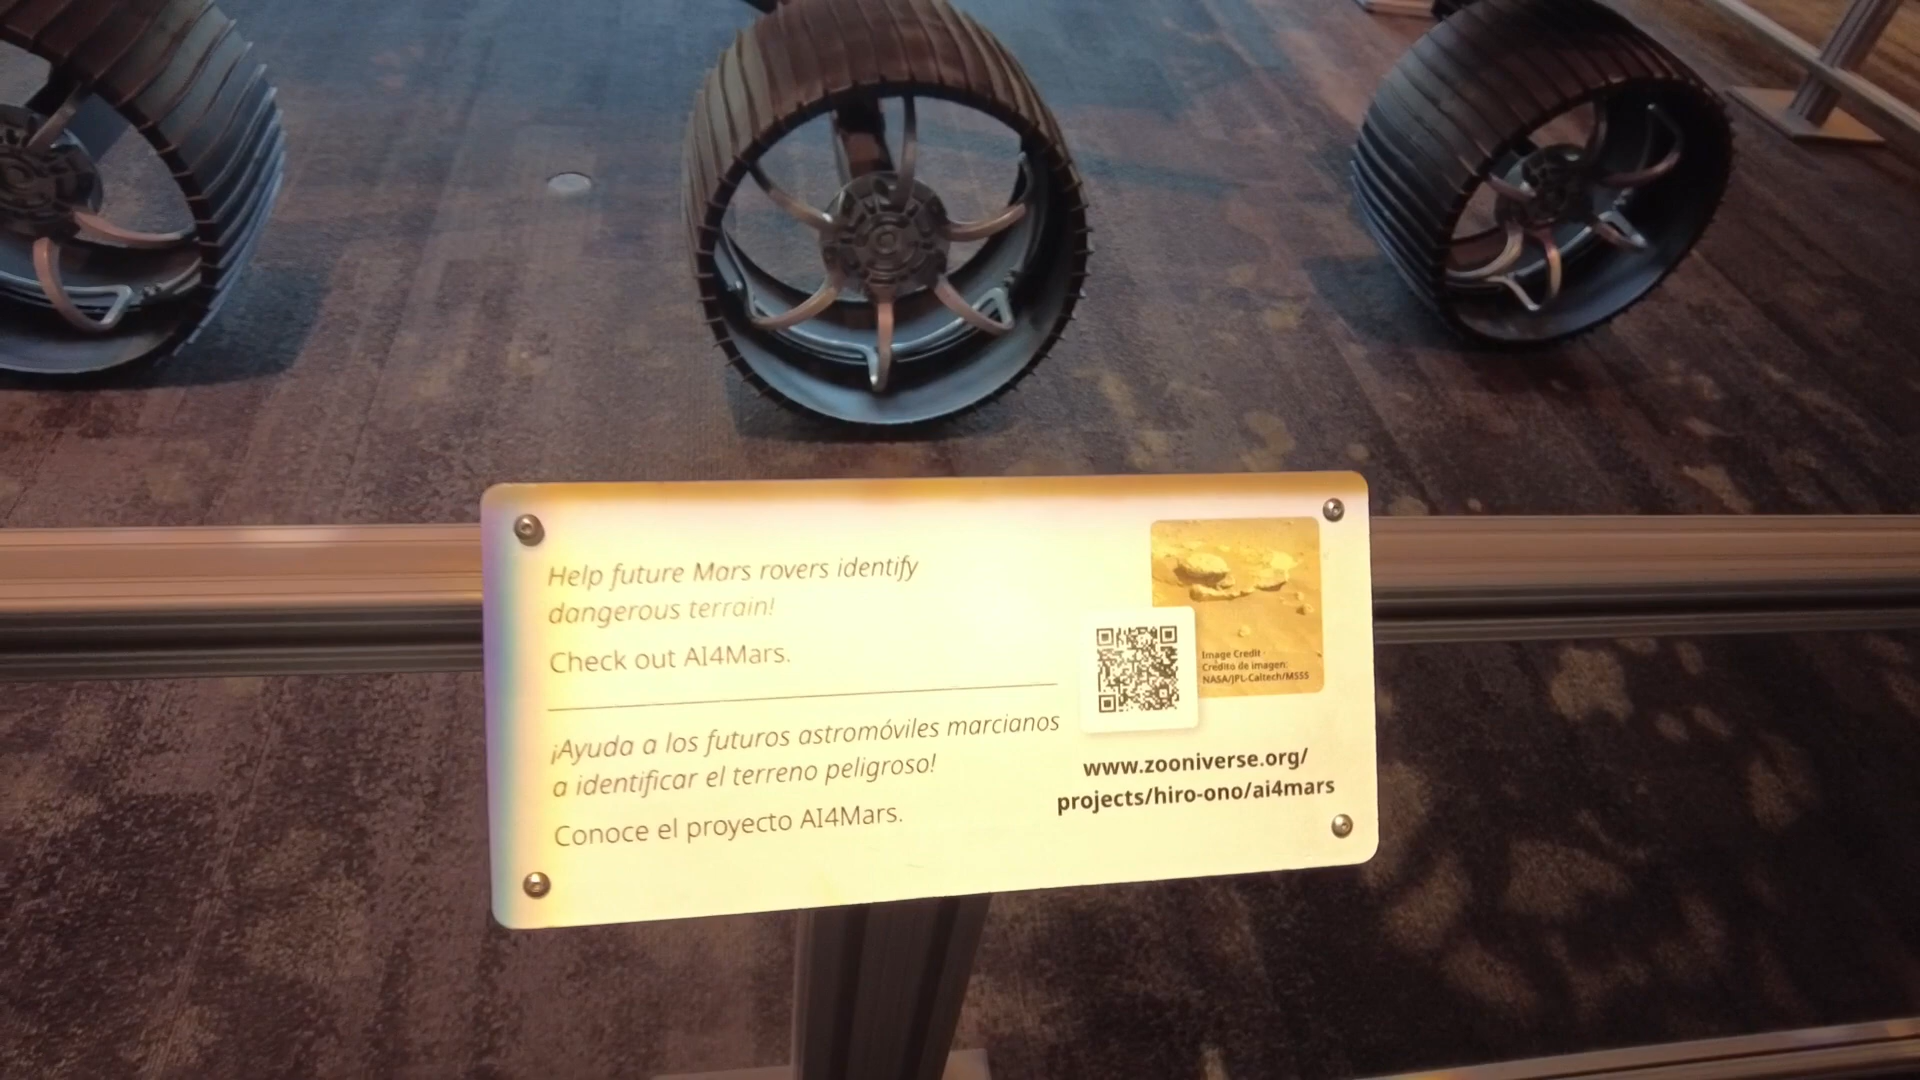 Help future Mars rovers identify
dangerous terrain!
Check out AI4Mars.
¡Ayuda a los futuros astromóviles marcianos
a identificar el terreno peligroso!
Conoce el proyecto AI4Mars.
Image Credit ·
Crédito de imagen:
NASA/JPL-Caltech/MSSS
www.zooniverse.org/
projects/hiro-ono/ai4mars